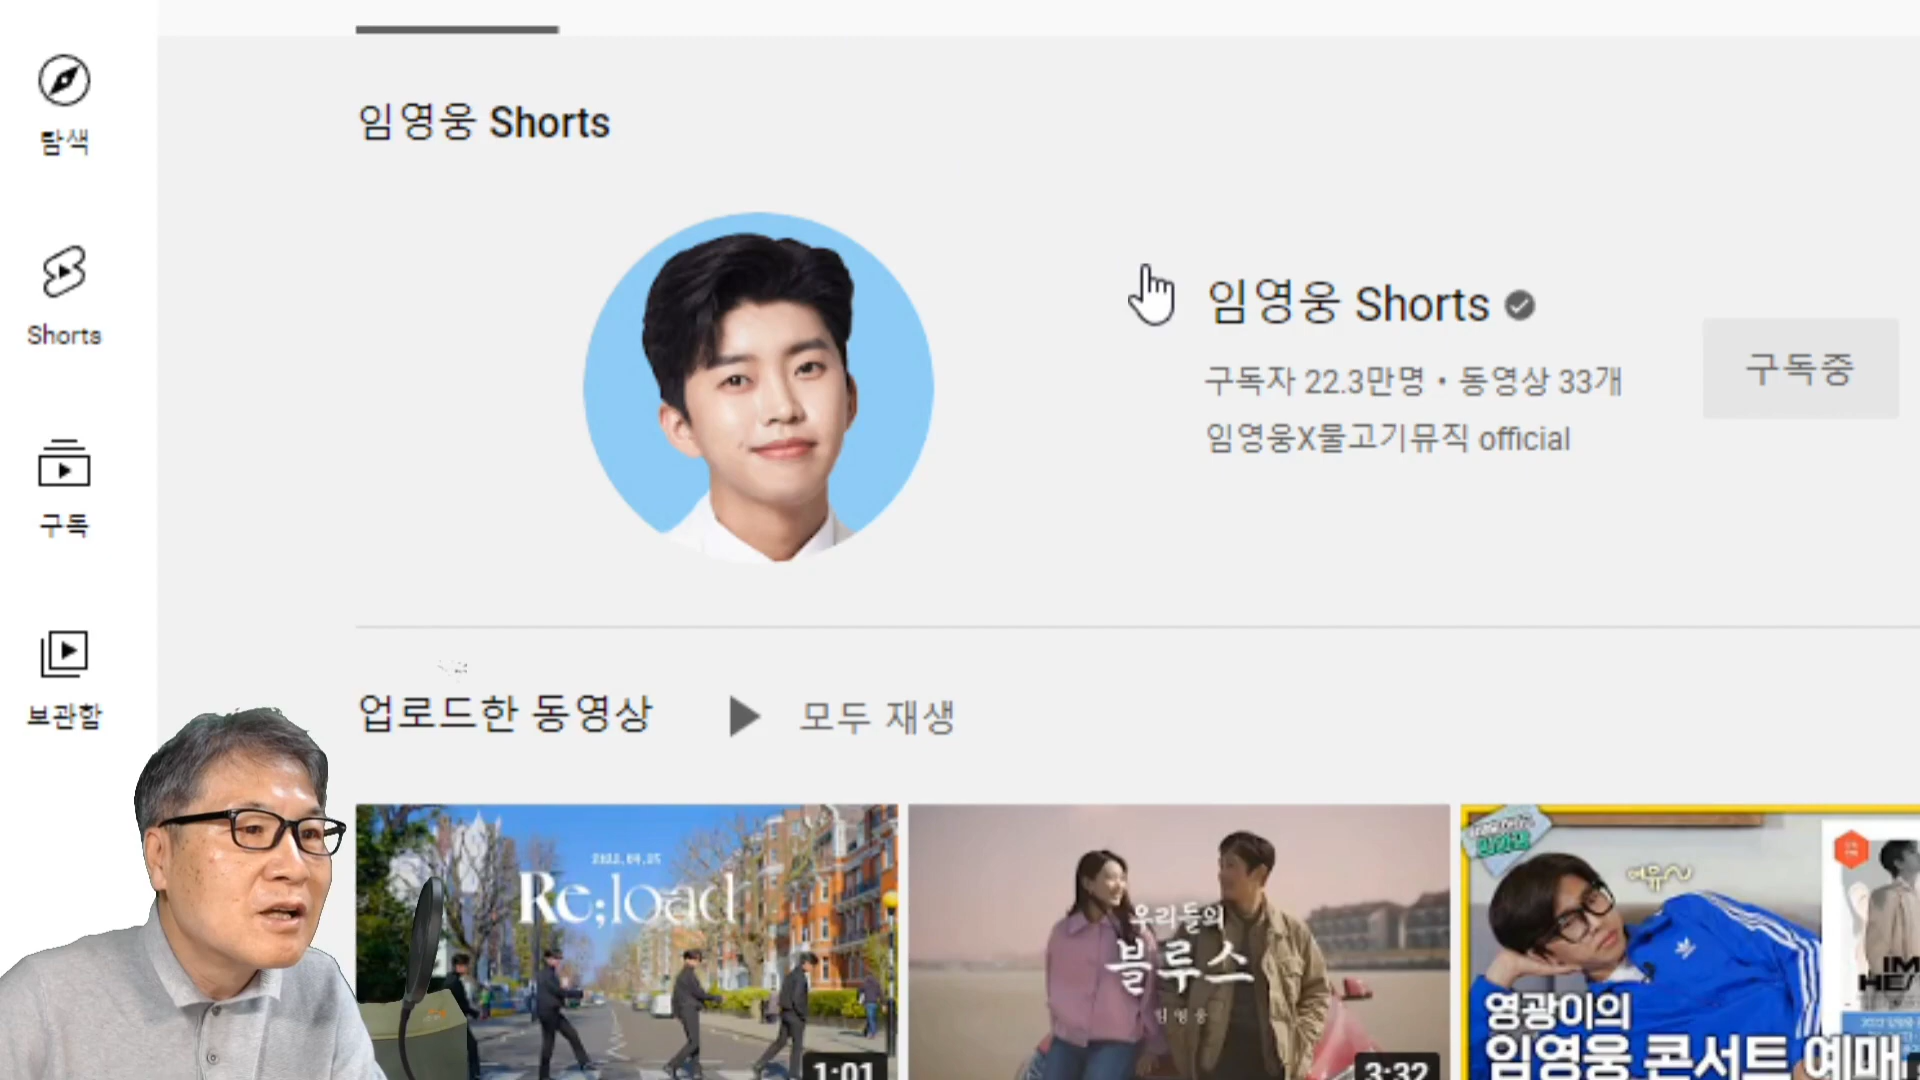 탐색
Shorts
구독
보관함
임영웅 Shorts
임영웅 Shorts
구독자 22.3만명 • 동영상 33개
임영웅X물고기뮤직 official
구독중
업로드한 동영상
모두 재생
Re;load
1:01
우리들의
블루스
임영웅
3:32
영광이의
임영웅 콘서트 예매